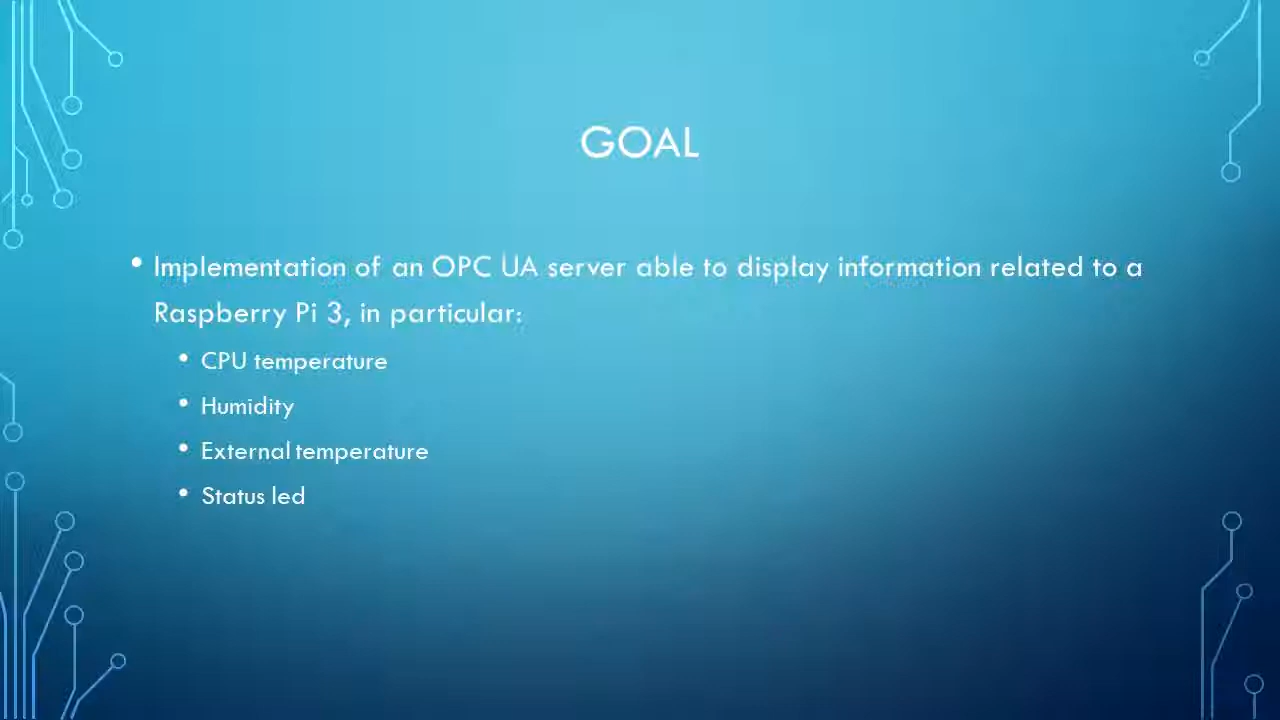 GOAL
• Implementation of an OPC UA server able to display information related to a
Raspberry Pi 3, in particular:
• CPU temperature
• Humidity
• External temperature
• Status led